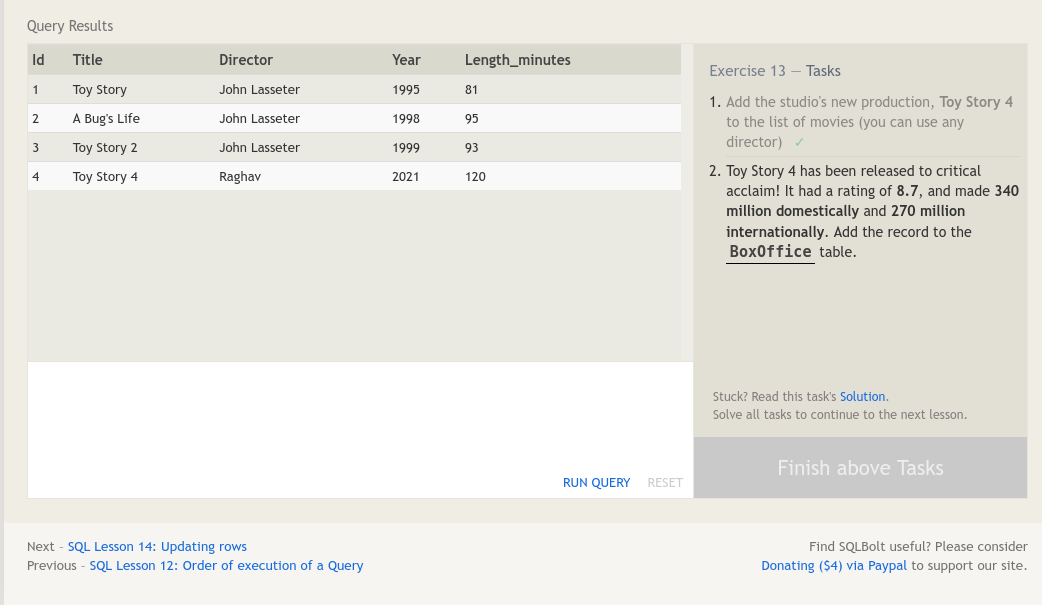 Query Results
Id Title Director Year Length_minutes
1 Toy Story John Lasseter 1995 81
2 A Bug's Life John Lasseter 1998 95
3 Toy Story 2 John Lasseter 1999 93
4 Toy Story 4 Raghav 2021 120
RUN QUERY RESET
Exercise 13 — Tasks
1. Add the studio's new production, Toy Story 4
to the list of movies (you can use any
director) ✓
2. Toy Story 4 has been released to critical
acclaim! It had a rating of 8.7, and made 340
million domestically and 270 million
internationally. Add the record to the
BoxOffice table.
Stuck? Read this task's Solution.
Solve all tasks to continue to the next lesson.
Finish above Tasks
Next - SQL Lesson 14: Updating rows
Previous - SQL Lesson 12: Order of execution of a Query
Find SQLBolt useful? Please consider
Donating ($4) via Paypal to support our site.